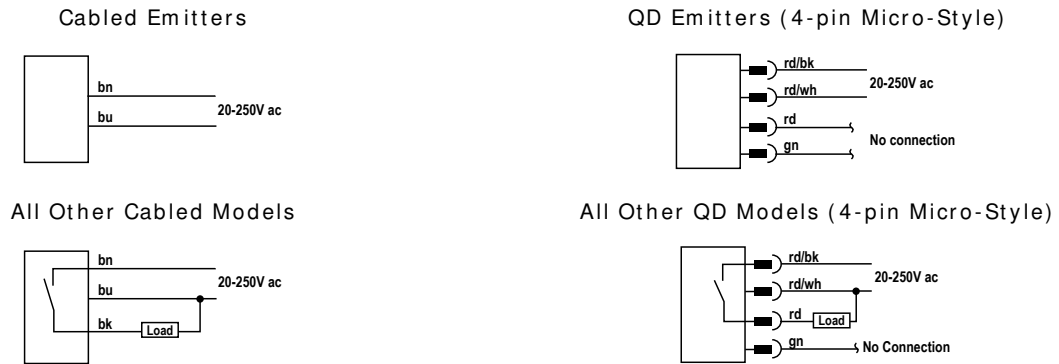 Cabled Emitters
bn
bu
20-250V ac
QD Emitters (4-pin Micro-Style)
rd/bk
rd/wh
20-250V ac
rd
gn
No connection
All Other Cabled Models
bn
bu
20-250V ac
bk
Load
All Other QD Models (4-pin Micro-Style)
rd/bk
rd/wh
20-250V ac
rd
Load
gn
No Connection